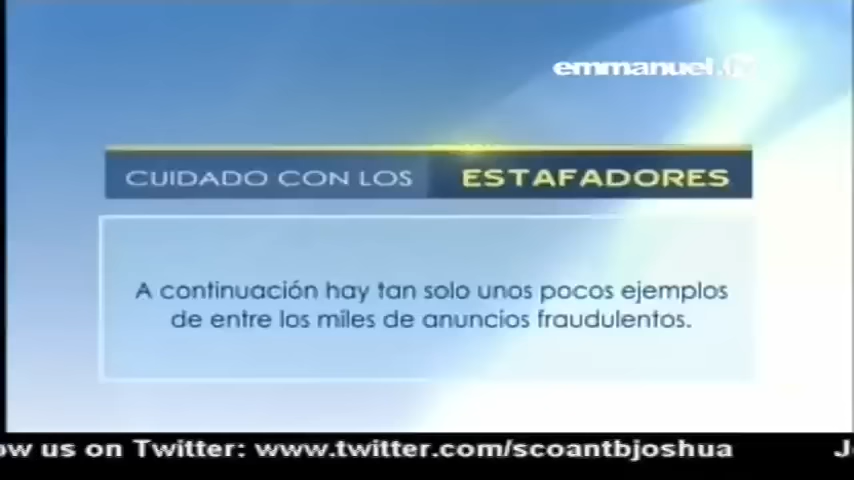 emmanuel.tv
CUIDADO CON LOS ESTAFADORES
A continuación hay tan solo unos pocos ejemplos
de entre los miles de anuncios fraudulentos.
ow us on Twitter: www.twitter.com/scoantbjoshua J